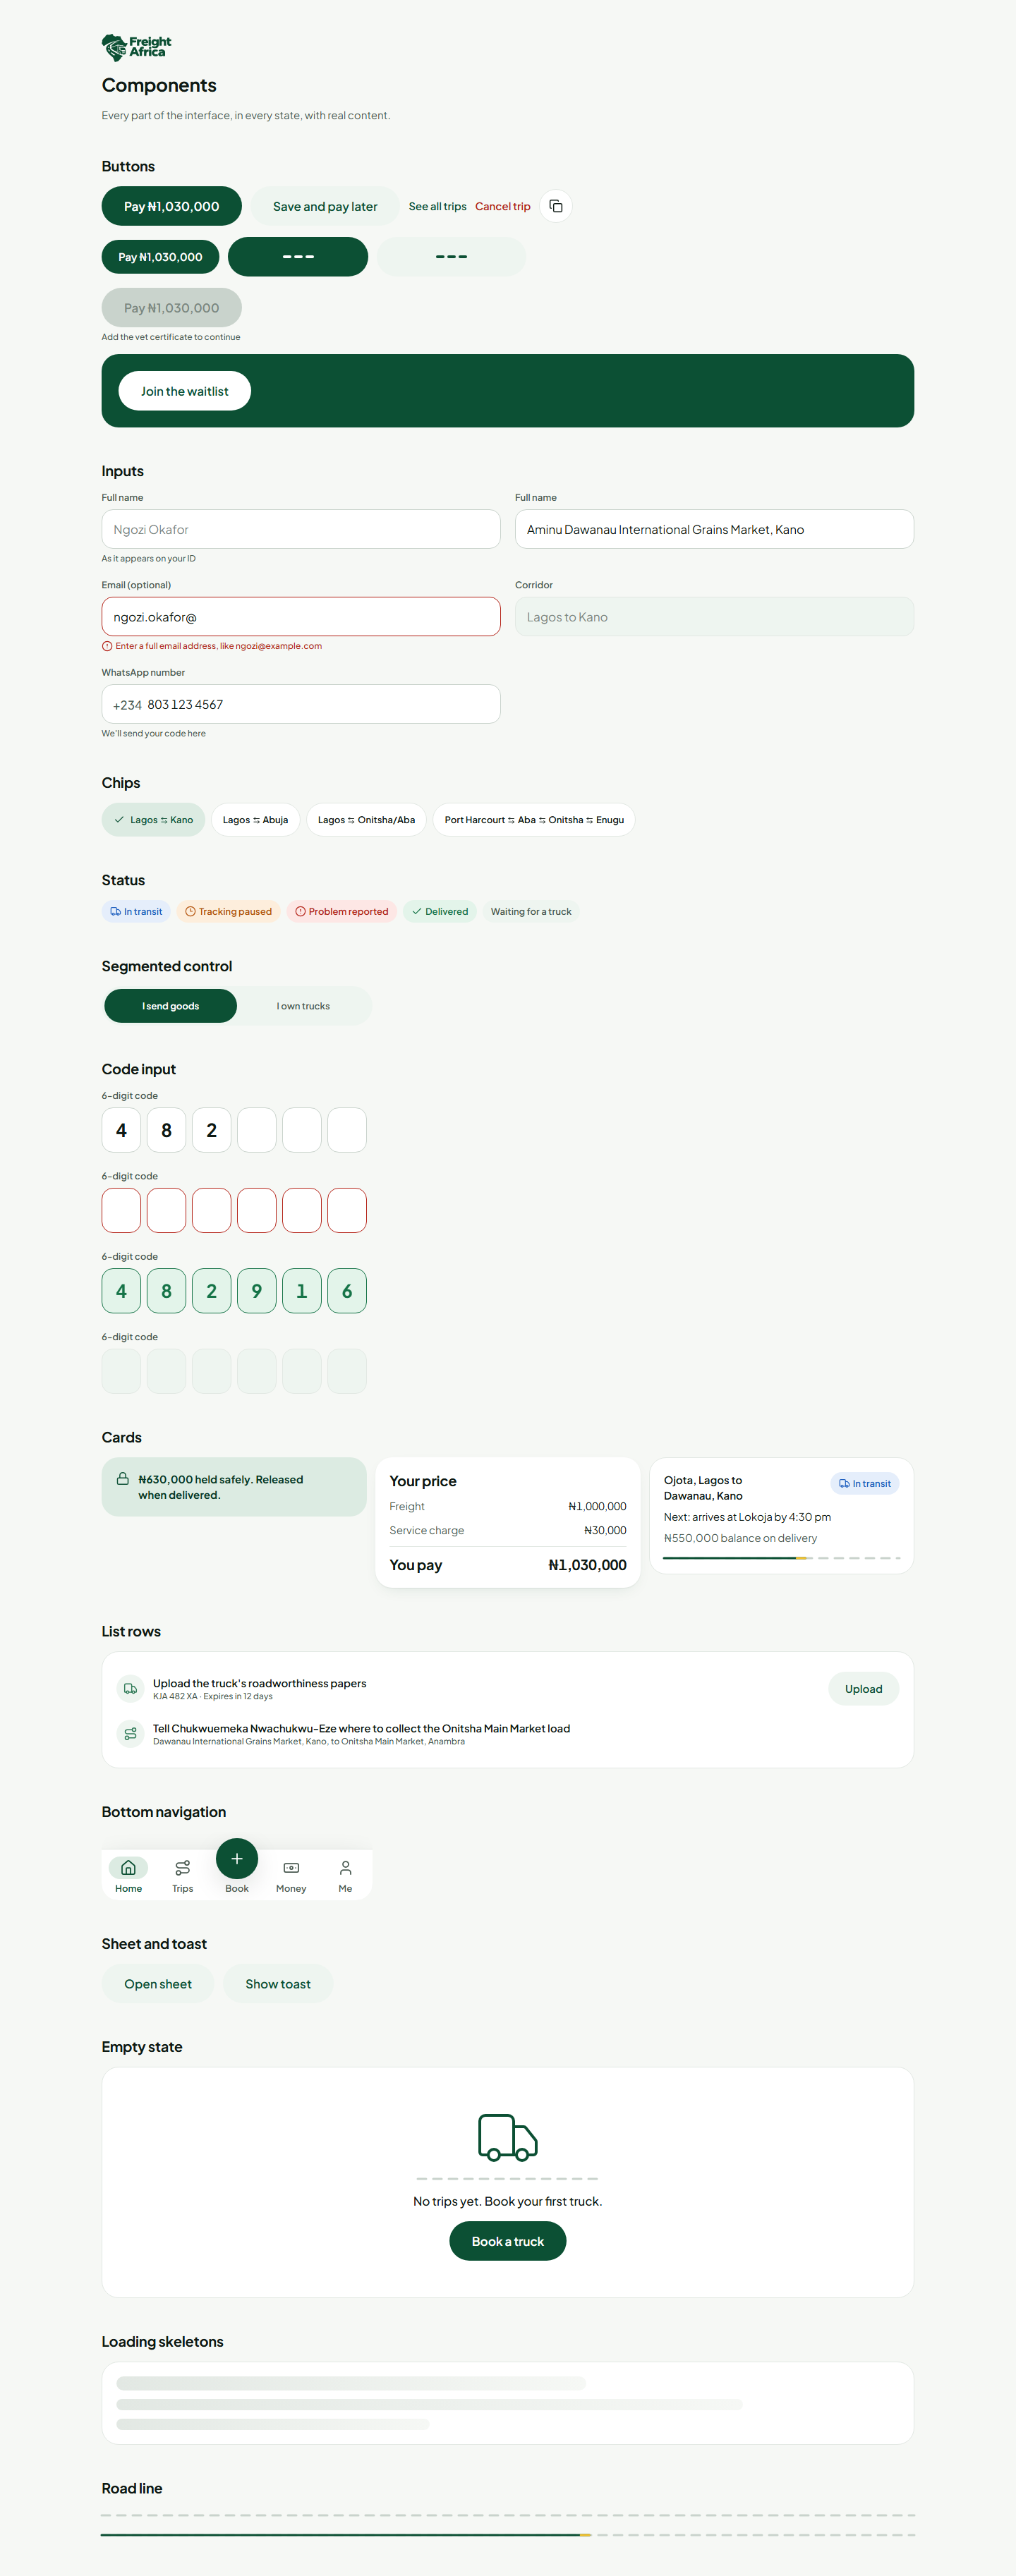 Freight
Africa
Components
Every part of the interface, in every state, with real content.
Buttons
Pay ₦1,030,000
Save and pay later
See all trips
Cancel trip
Pay ₦1,030,000
Pay ₦1,030,000
Add the vet certificate to continue
Join the waitlist
Inputs
Full name
Full name
Ngozi Okafor
Aminu Dawanau International Grains Market, Kano
As it appears on your ID
Email (optional)
Corridor
ngozi.okafor@
Lagos to Kano
Enter a full email address, like ngozi@example.com
WhatsApp number
+234 803 123 4567
We'll send your code here
Chips
Lagos ⇆ Kano
Lagos ⇆ Abuja
Lagos ⇆ Onitsha/Aba
Port Harcourt ⇆ Aba ⇆ Onitsha ⇆ Enugu
Status
In transit
Tracking paused
Problem reported
Delivered
Waiting for a truck
Segmented control
I send goods
I own trucks
Code input
6-digit code
4 8 2
6-digit code
6-digit code
4 8 2 9 1 6
6-digit code
Cards
₦630,000 held safely. Released
when delivered.
Your price
Freight ₦1,000,000
Service charge ₦30,000
You pay ₦1,030,000
Ojota, Lagos to
Dawanau, Kano
In transit
Next: arrives at Lokoja by 4:30 pm
₦550,000 balance on delivery
List rows
Upload the truck's roadworthiness papers
KJA 482 XA · Expires in 12 days
Upload
Tell Chukwuemeka Nwachukwu-Eze where to collect the Onitsha Main Market load
Dawanau International Grains Market, Kano, to Onitsha Main Market, Anambra
Bottom navigation
Home
Trips
Book
Money
Me
Sheet and toast
Open sheet
Show toast
Empty state
No trips yet. Book your first truck.
Book a truck
Loading skeletons
Road line